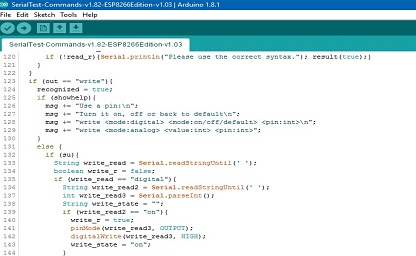 SerialTest-Commands-v1.82-ESP8266Edition-v1.03 | Arduino 1.8.1
File Edit Sketch Tools Help
SerialTest-Commands-v1.82-ESP8266Edition-v1.03
120 if (!read_r){Serial.println("Please use the correct syntax."); result(true);}
121 }
122 }
123 if (out == "write"){
124 recognized = true;
125 if (showhelp){
126 msg += "Use a pin:\n";
127 msg += "Turn it on, off or back to default\n";
128 msg += "write <mode:digital> <mode:on/off/default> <pin:int>\n";
129 msg += "write <mode:analog> <value:int> <pin:int>";
130 }
131 else {
132 if (su){
133 String write_read = Serial.readStringUntil(' ');
134 boolean write_r = false;
135 if (write_read == "digital"){
136 String write_read2 = Serial.readStringUntil(' ');
137 int write_read3 = Serial.parseInt();
138 String write_state = "";
139 if (write_read2 == "on"){
140 write_r = true;
141 pinMode(write_read3, OUTPUT);
142 digitalWrite(write_read3, HIGH);
143 write_state = "on";
144 }